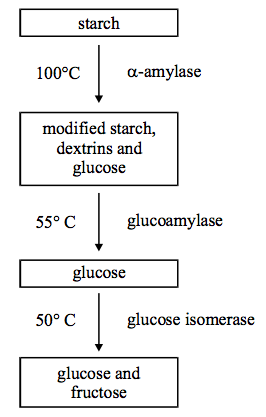 starch
100°C α-amylase
modified starch,
dextrins and
glucose
55° C glucoamylase
glucose
50° C glucose isomerase
glucose and
fructose